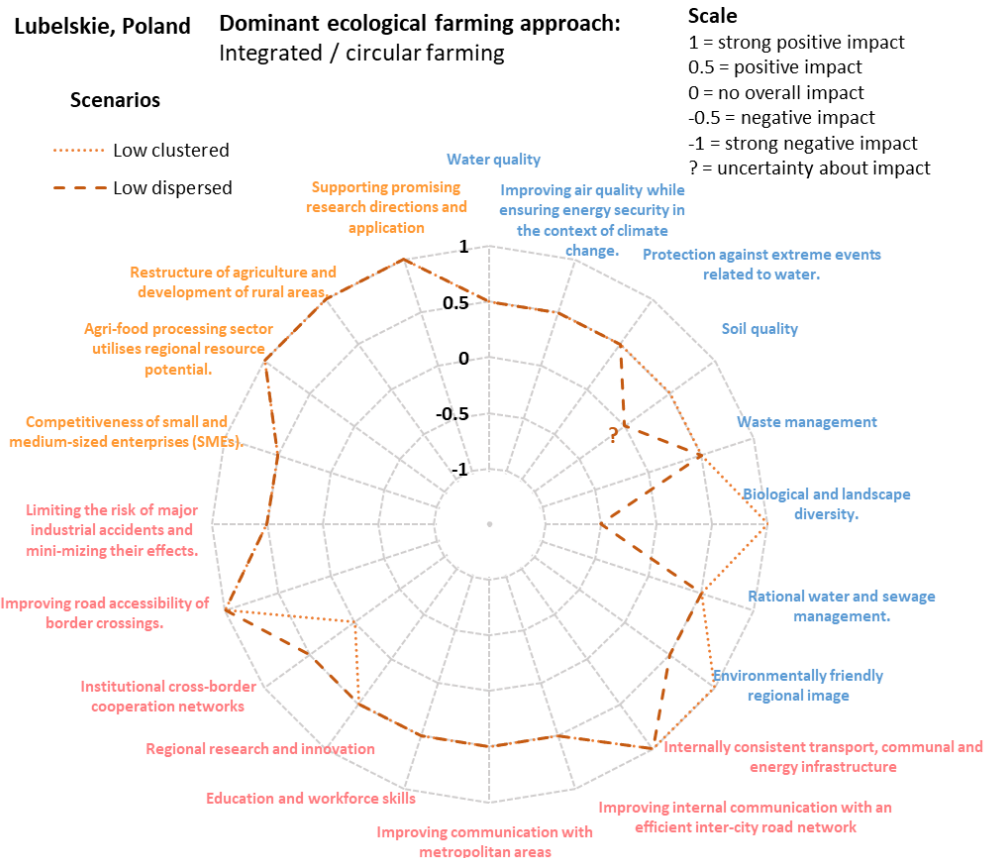 Lubelskie, Poland
Dominant ecological farming approach:
Integrated / circular farming
Scale
1 = strong positive impact
0.5 = positive impact
0 = no overall impact
-0.5 = negative impact
-1 = strong negative impact
? = uncertainty about impact
Scenarios
Low clustered
Low dispersed
Water quality
Improving air quality while
ensuring energy security in
the context of climate
change.
Protection against extreme events
related to water.
Soil quality
Waste management
Biological and landscape
diversity.
Rational water and sewage
management.
Environmentally friendly
regional image
Internally consistent transport, communal and
energy infrastructure
Improving internal communication with an
efficient inter-city road network
Improving communication with
metropolitan areas
Education and workforce skills
Regional research and innovation
Institutional cross-border
cooperation networks
Improving road accessibility of
border crossings.
Limiting the risk of major
industrial accidents and
mini-mizing their effects.
Competitiveness of small and
medium-sized enterprises (SMEs).
Agri-food processing sector
utilises regional resource
potential.
Restructure of agriculture and
development of rural areas.
Supporting promising
research directions and
application
1
0.5
0
-0.5
-1
?